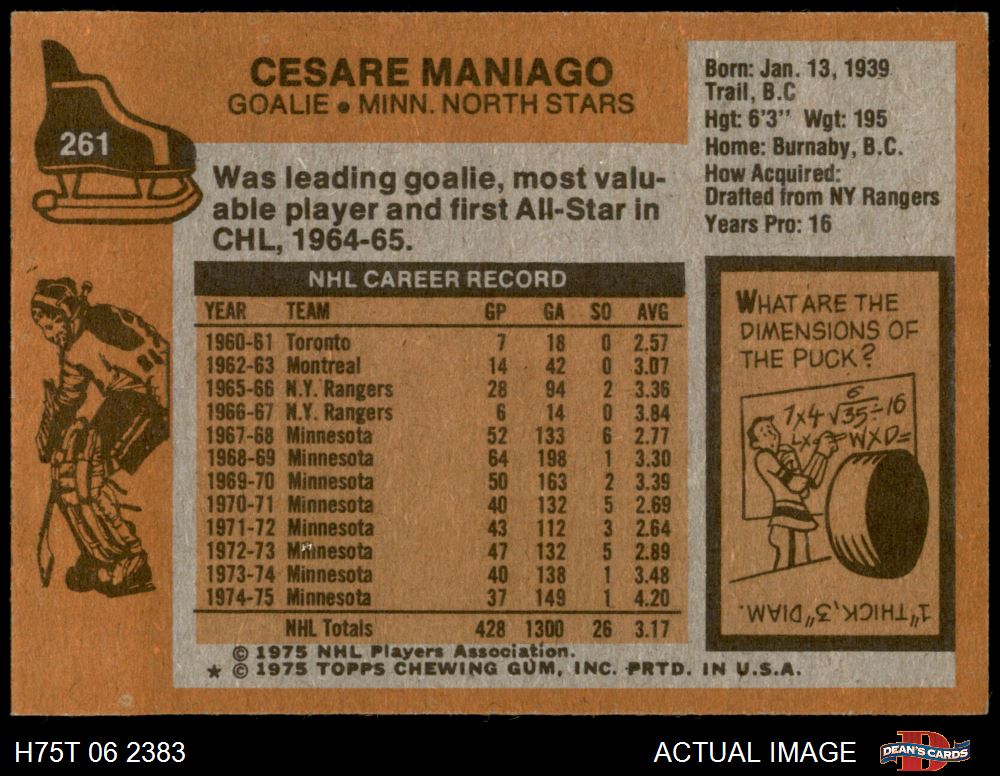 261
CESARE MANIAGO
GOALIE • MINN. NORTH STARS
Was leading goalie, most valu-
able player and first All-Star in
CHL, 1964-65.
Born: Jan. 13, 1939
Trail, B.C
Hgt: 6'3" Wgt: 195
Home: Burnaby, B.C.
How Acquired:
Drafted from NY Rangers
Years Pro: 16
NHL CAREER RECORD
YEAR TEAM GP GA SO AVG
1960-61 Toronto 7 18 0 2.57
1962-63 Montreal 14 42 0 3.07
1965-66 N.Y. Rangers 28 94 2 3.36
1966-67 N.Y. Rangers 6 14 0 3.84
1967-68 Minnesota 52 133 6 2.77
1968-69 Minnesota 64 198 1 3.30
1969-70 Minnesota 50 163 2 3.39
1970-71 Minnesota 40 132 5 2.69
1971-72 Minnesota 43 112 3 2.64
1972-73 Minnesota 47 132 5 2.89
1973-74 Minnesota 40 138 1 3.48
1974-75 Minnesota 37 149 1 4.20
NHL Totals 428 1300 26 3.17
WHAT ARE THE
DIMENSIONS OF
THE PUCK?
6
7x4 √35÷16
WXD=
1" THICK, 3" DIAM.
© 1975 NHL Players Association.
★ © 1975 TOPPS CHEWING GUM, INC. PRTD. IN U.S.A.
H75T 06 2383
ACTUAL IMAGE
DEAN'S CARDS